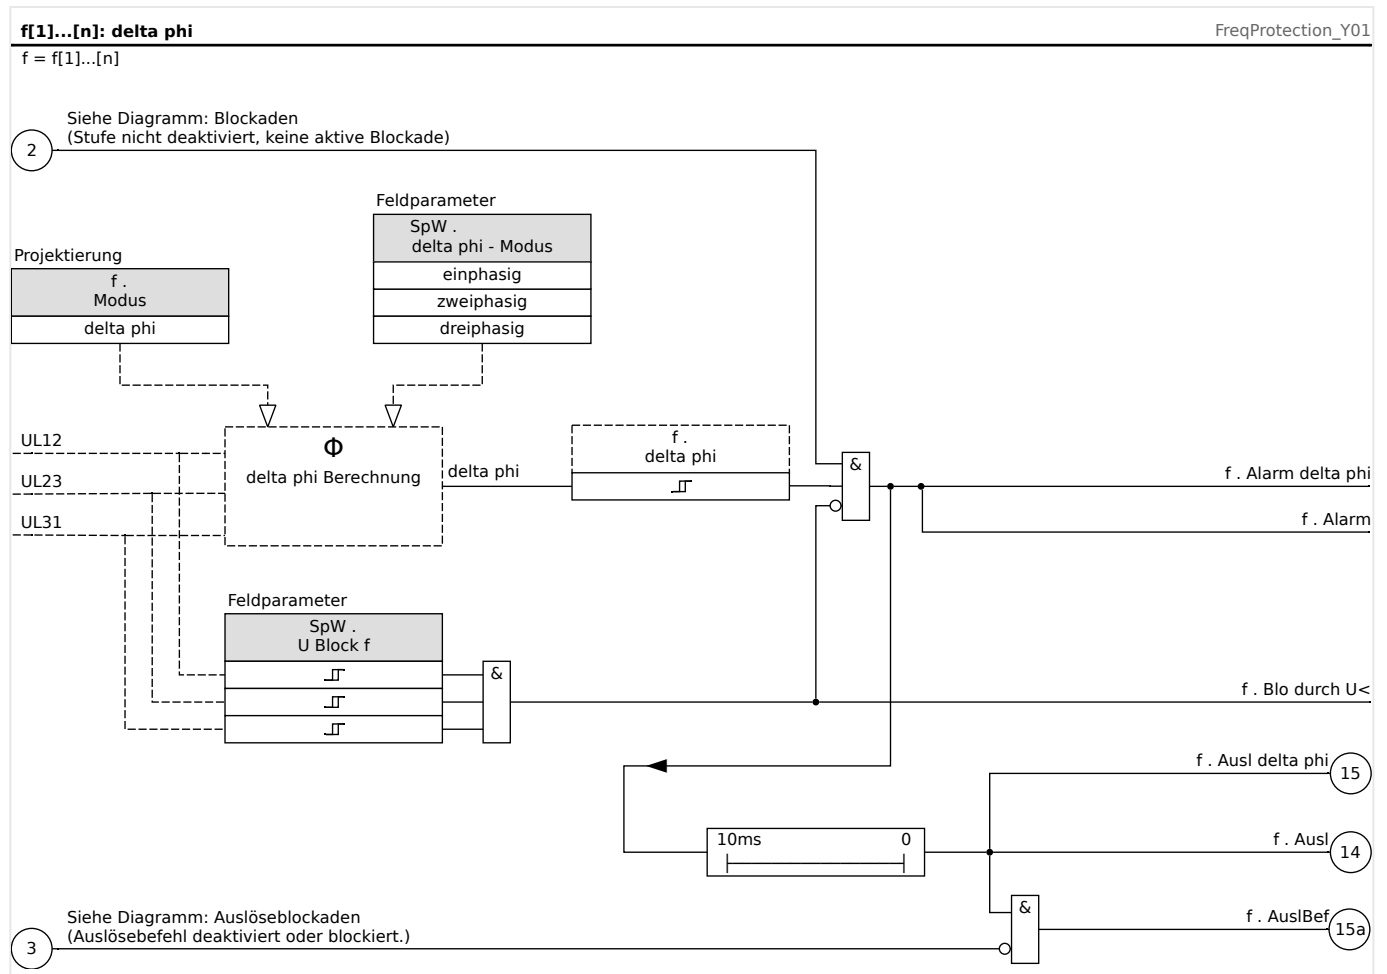 f[1]...[n]: delta phi
FreqProtection_Y01
f = f[1]...[n]
Siehe Diagramm: Blockaden
(Stufe nicht deaktiviert, keine aktive Blockade)
2
Feldparameter
SpW .
delta phi - Modus
einphasig
zweiphasig
dreiphasig
Projektierung
f .
Modus
delta phi
UL12
UL23
UL31
Φ
delta phi Berechnung
delta phi
f .
delta phi
&
f . Alarm delta phi
f . Alarm
Feldparameter
SpW .
U Block f
&
f . Blo durch U<
f . Ausl delta phi
15
10ms
0
f . Ausl
14
Siehe Diagramm: Auslöseblockaden
(Auslösebefehl deaktiviert oder blockiert.)
3
&
f . AuslBef
15a